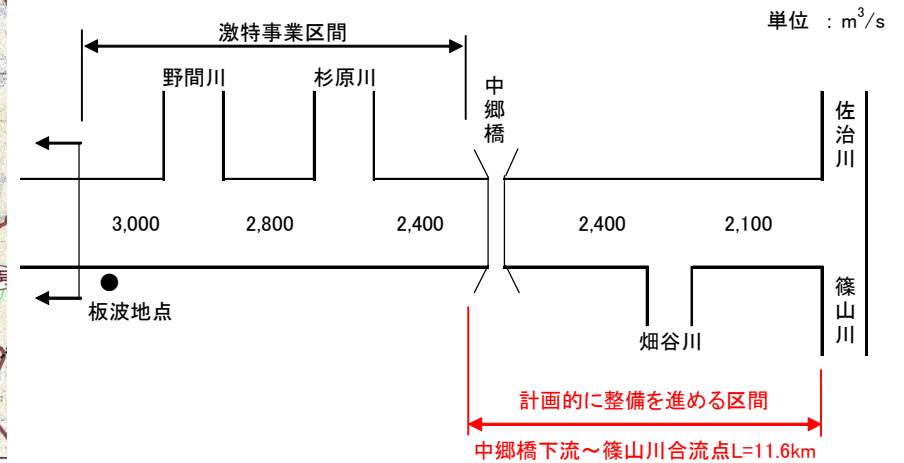 単位 : m³/s
激特事業区間
野間川
杉原川
中郷橋
佐治川
3,000
2,800
2,400
2,400
2,100
板波地点
畑谷川
篠山川
計画的に整備を進める区間
中郷橋下流～篠山川合流点L=11.6km